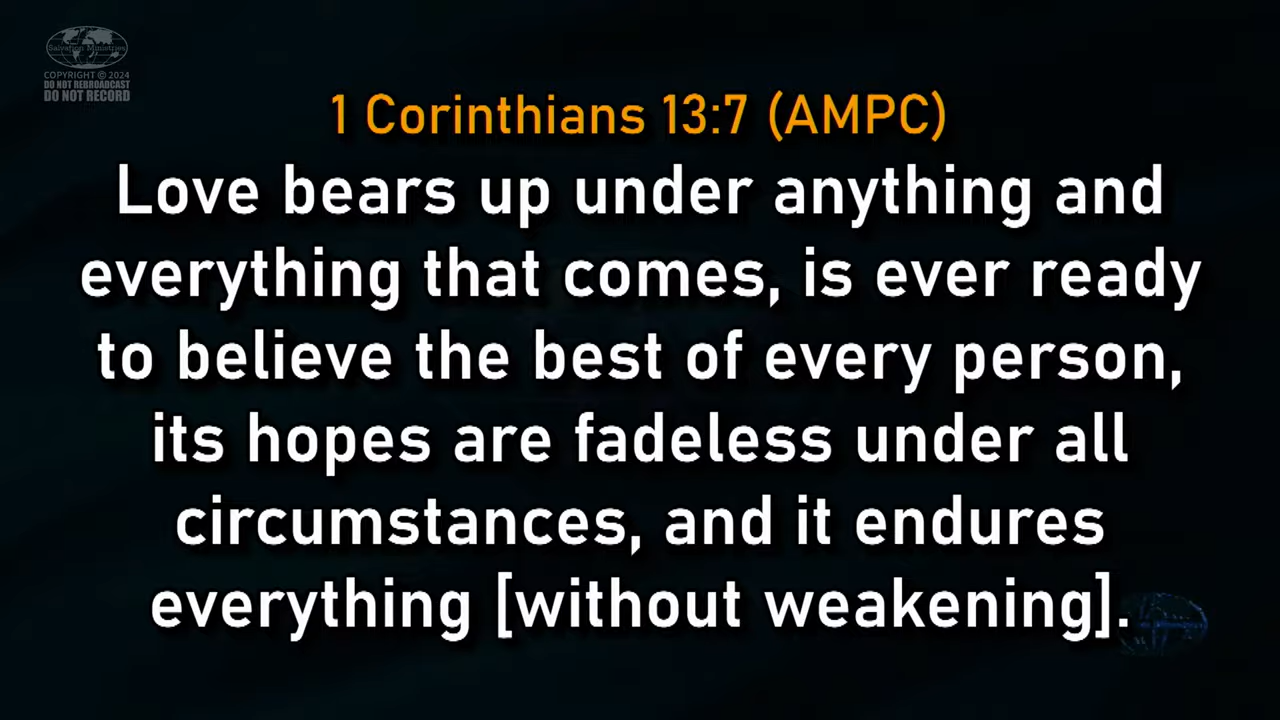 Salvation Ministries
COPYRIGHT © 2024
DO NOT REBROADCAST
DO NOT RECORD
1 Corinthians 13:7 (AMPC)
Love bears up under anything and
everything that comes, is ever ready
to believe the best of every person,
its hopes are fadeless under all
circumstances, and it endures
everything [without weakening].